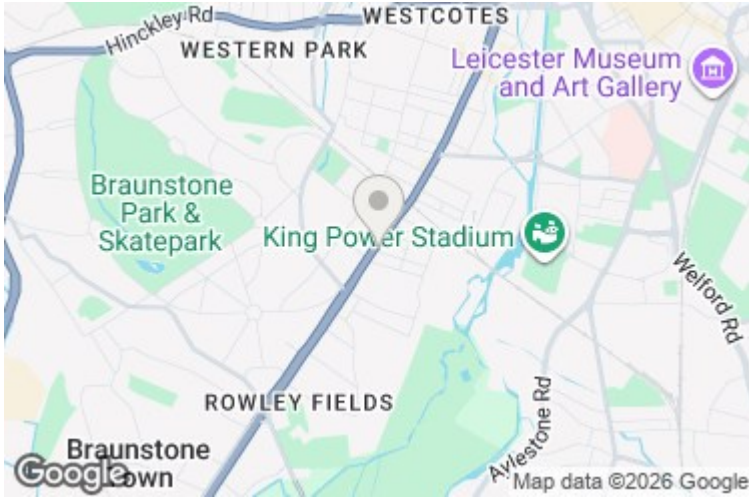 WESTCOTES
Hinckley Rd
WESTERN PARK
Leicester Museum
and Art Gallery
Braunstone
Park &
Skatepark
King Power Stadium
Welford Rd
ROWLEY FIELDS
Aylestone Rd
Braunstone
Town
Google
Map data ©2026 Google